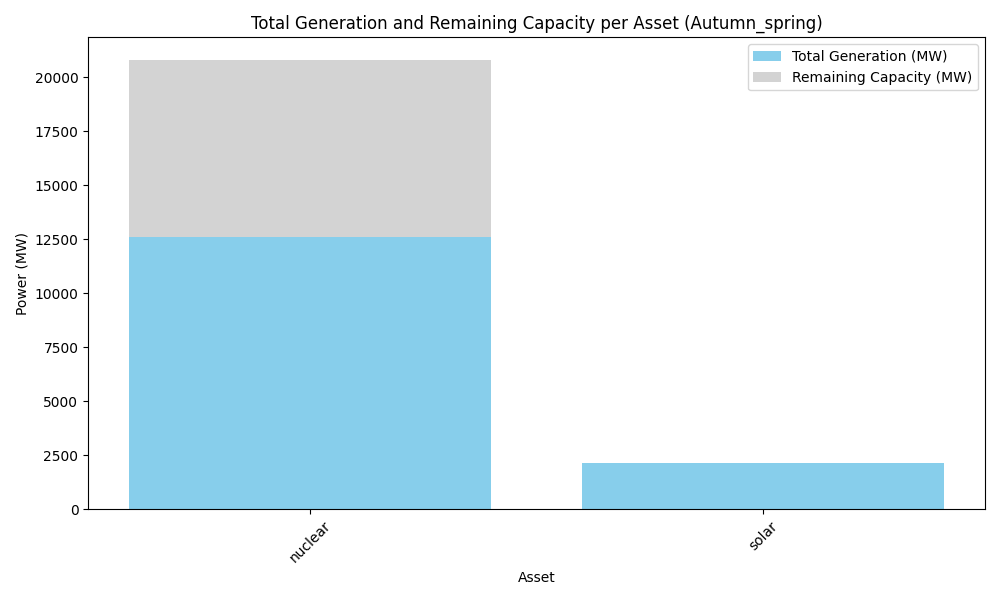 Total Generation and Remaining Capacity per Asset (Autumn_spring)
Total Generation (MW)
Remaining Capacity (MW)
Power (MW)
20000
17500
15000
12500
10000
7500
5000
2500
0
nuclear
solar
Asset